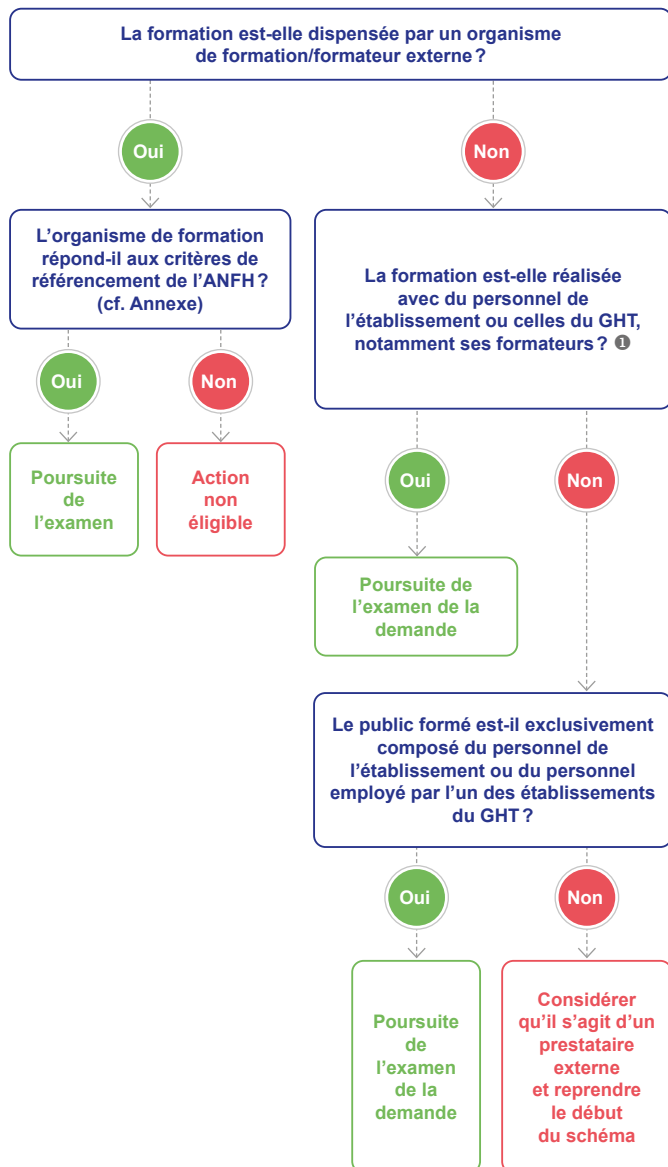 La formation est-elle dispensée par un organisme
de formation/formateur externe ?
Oui
Non
L'organisme de formation
répond-il aux critères de
référencement de l'ANFH ?
(cf. Annexe)
La formation est-elle réalisée
avec du personnel de
l'établissement ou celles du GHT,
notamment ses formateurs ? ❶
Oui
Non
Poursuite
de
l'examen
Action
non
éligible
Oui
Non
Poursuite de
l'examen de la
demande
Le public formé est-il exclusivement
composé du personnel de
l'établissement ou du personnel
employé par l'un des établissements
du GHT ?
Oui
Non
Poursuite
de
l'examen
de la
demande
Considérer
qu'il s'agit d'un
prestataire
externe
et reprendre
le début
du schéma